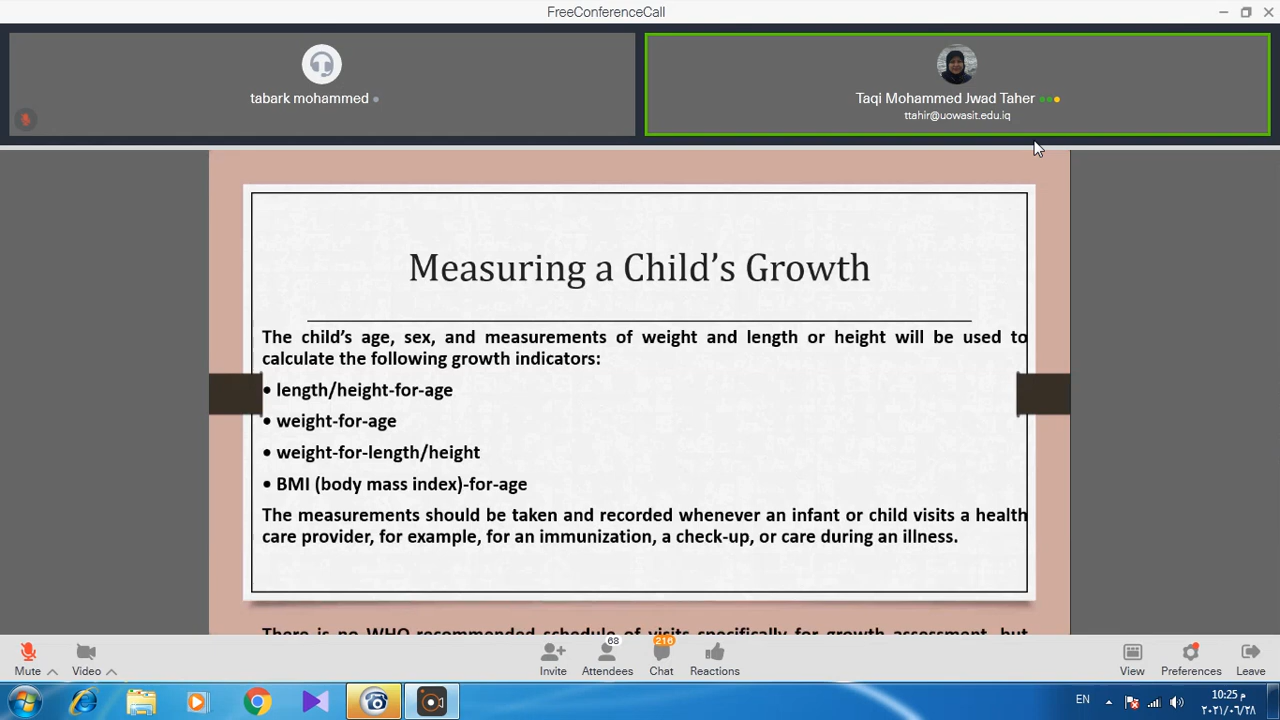 FreeConferenceCall
tabark mohammed
Taqi Mohammed Jwad Taher
ttahir@uowasit.edu.iq
Measuring a Child's Growth
The child's age, sex, and measurements of weight and length or height will be used to
calculate the following growth indicators:
• length/height-for-age
• weight-for-age
• weight-for-length/height
• BMI (body mass index)-for-age
The measurements should be taken and recorded whenever an infant or child visits a health
care provider, for example, for an immunization, a check-up, or care during an illness.
There is no WHO-recommended schedule of visits specifically for growth assessment, but
68
216
Mute
Video
Invite
Attendees
Chat
Reactions
View
Preferences
Leave
EN
10:25 م
٢٠٢١/٠٦/٢٨